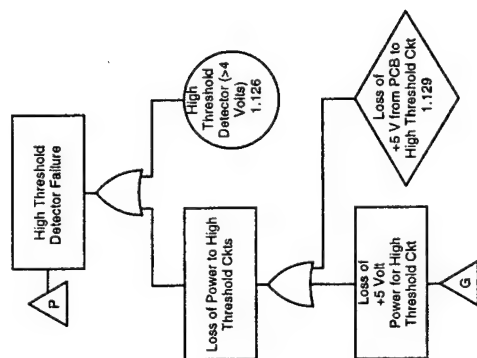 P
High Threshold
Detector Failure
Loss of Power to High
Threshold Ckts
High
Threshold
Detector (>4
Volts)
1.126
Loss of
+5 Volt
Power for High
Threshold Ckt
G
Loss of
+5 V from PCB to
High Threshold Ckt
1.129